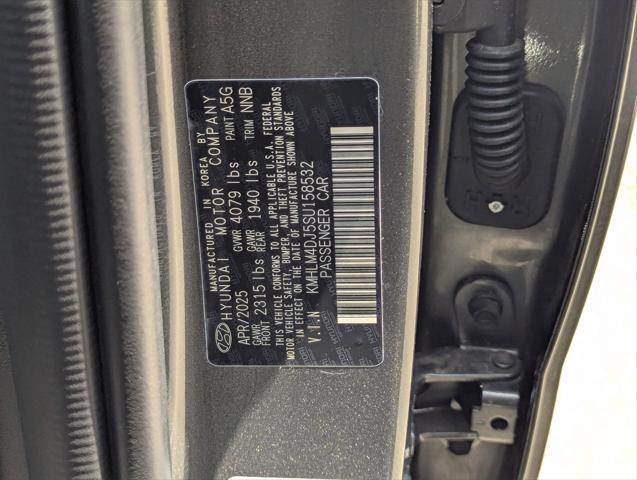 MANUFACTURED IN KOREA BY
HYUNDAI MOTOR COMPANY
APR/2025 GVWR 4079 lbs PAINT A5G
GAWR FRONT 2315 lbs GAWR REAR 1940 lbs TRIM NNB
THIS VEHICLE CONFORMS TO ALL APPLICABLE U.S.A. FEDERAL
MOTOR VEHICLE SAFETY, BUMPER, AND THEFT PREVENTION STANDARDS
IN EFFECT ON THE DATE OF MANUFACTURE SHOWN ABOVE
V.I.N KMHLM4DJ5SU158532
PASSENGER CAR